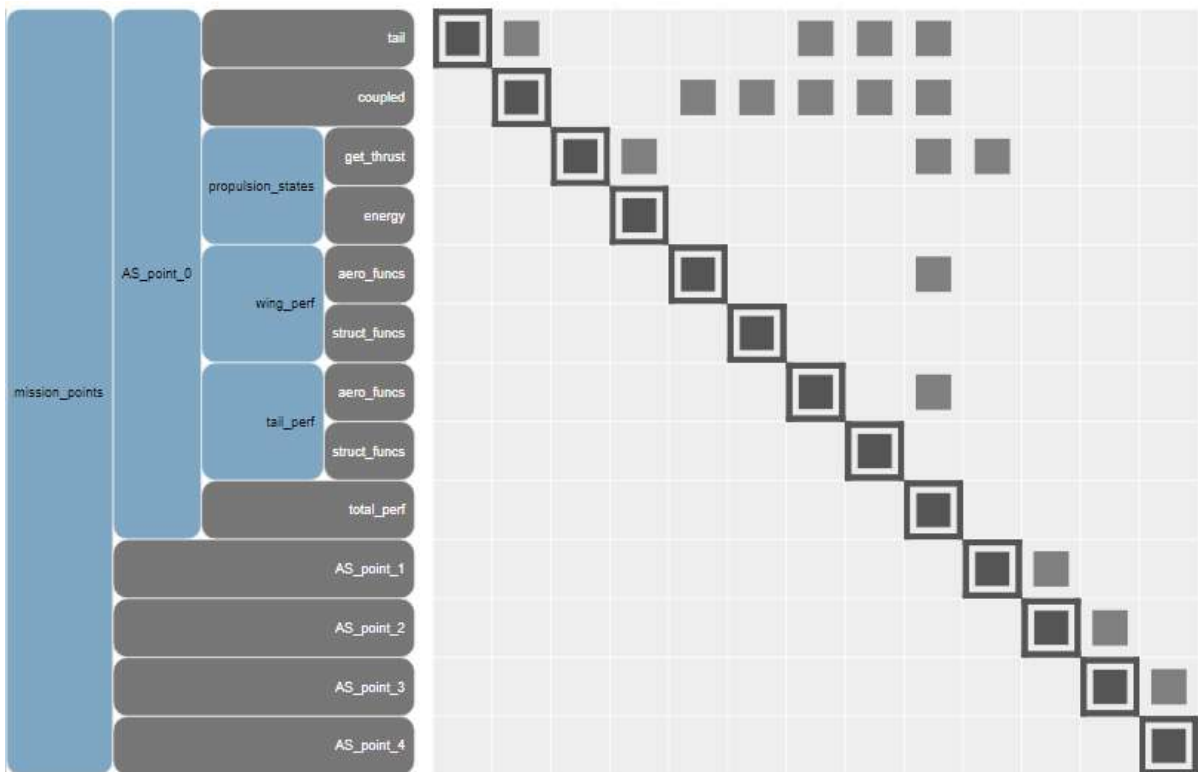 tail
coupled
get_thrust
propulsion_states
energy
AS_point_0
aero_funcs
wing_perf
struct_funcs
mission_points
aero_funcs
tail_perf
struct_funcs
total_perf
AS_point_1
AS_point_2
AS_point_3
AS_point_4